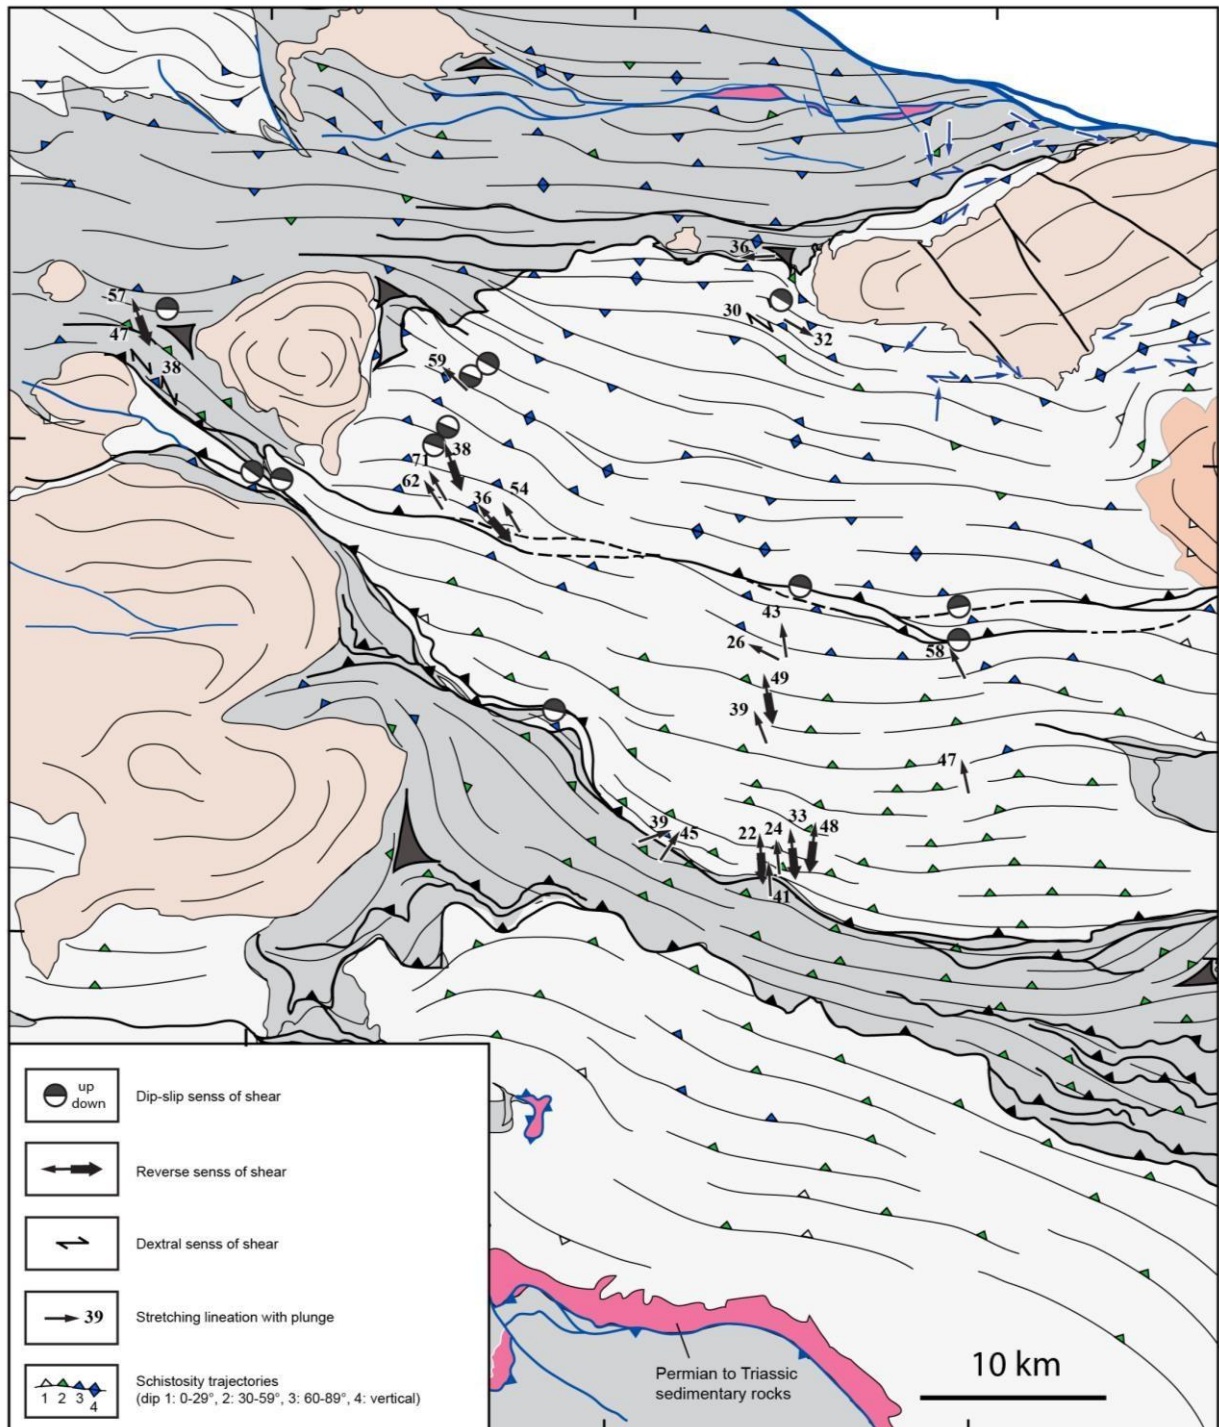 36
30
32
57
47
38
59
38
71
62
36
54
43
26
58
49
39
47
39
45
22
24
33
48
41
up
down
Dip-slip senss of shear
Reverse senss of shear
Dextral senss of shear
39
Stretching lineation with plunge
1 2 3
4
Schistosity trajectories
(dip 1: 0-29°, 2: 30-59°, 3: 60-89°, 4: vertical)
Permian to Triassic
sedimentary rocks
10 km